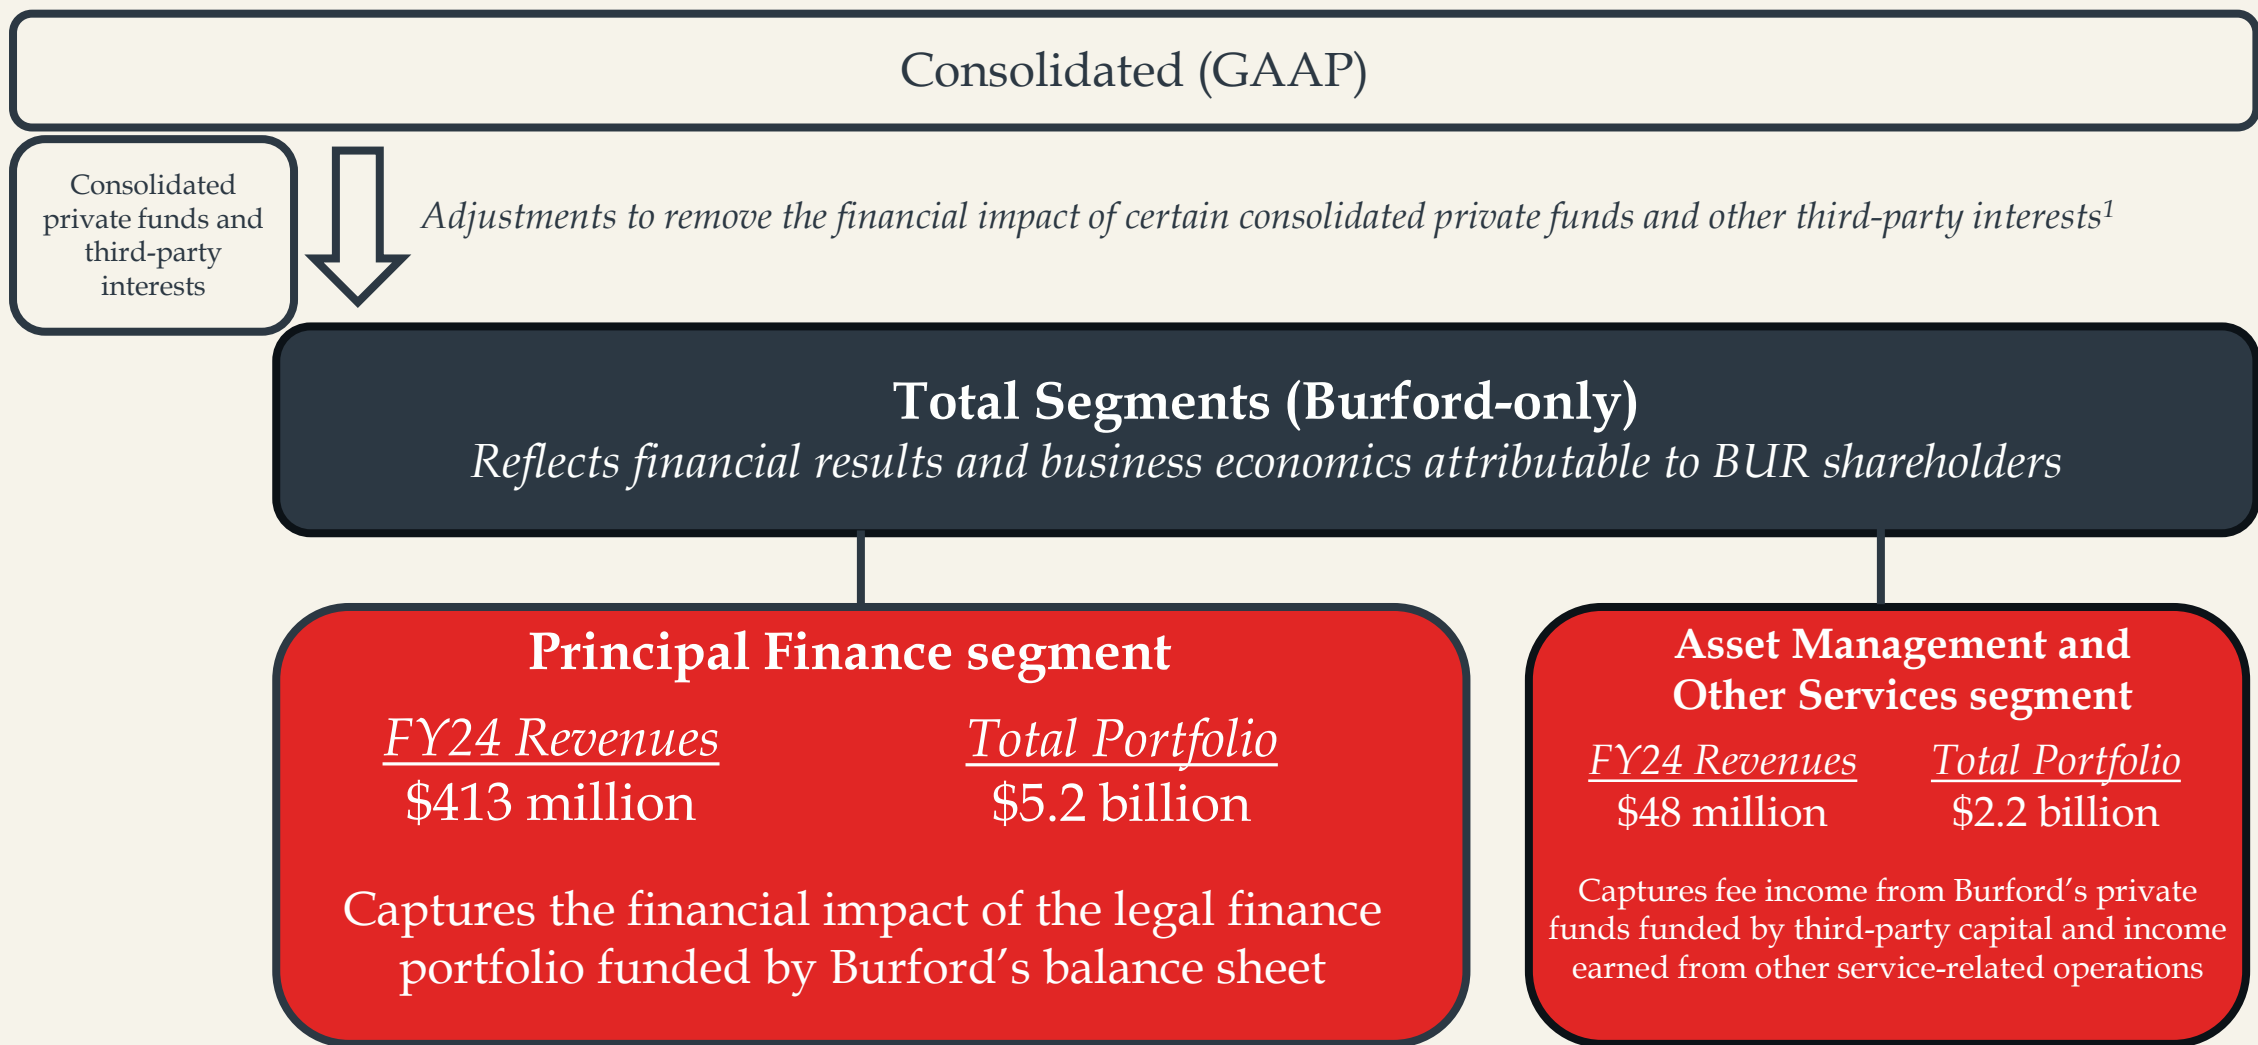 Consolidated (GAAP)
Consolidated
private funds and
third-party
interests
Adjustments to remove the financial impact of certain consolidated private funds and other third-party interests¹
Total Segments (Burford-only)
Reflects financial results and business economics attributable to BUR shareholders
Principal Finance segment
FY24 Revenues
$413 million
Total Portfolio
$5.2 billion
Captures the financial impact of the legal finance
portfolio funded by Burford’s balance sheet
Asset Management and
Other Services segment
FY24 Revenues
$48 million
Total Portfolio
$2.2 billion
Captures fee income from Burford’s private
funds funded by third-party capital and income
earned from other service-related operations